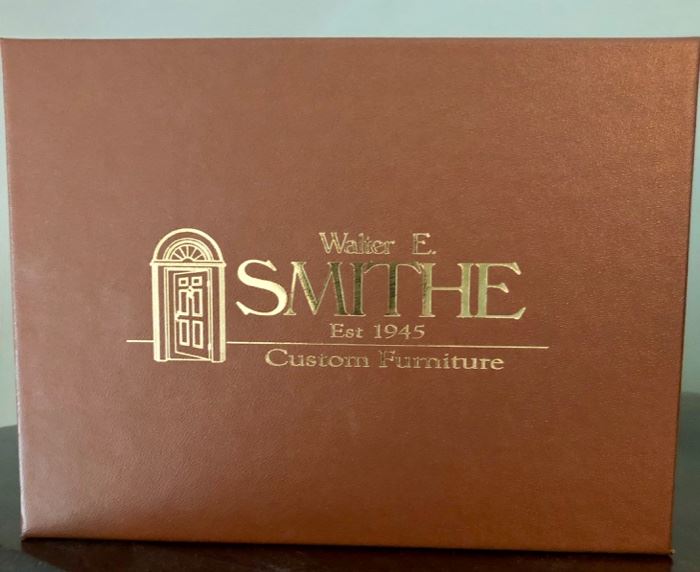 Walter E.
SMITHE
Est 1945
Custom Furniture